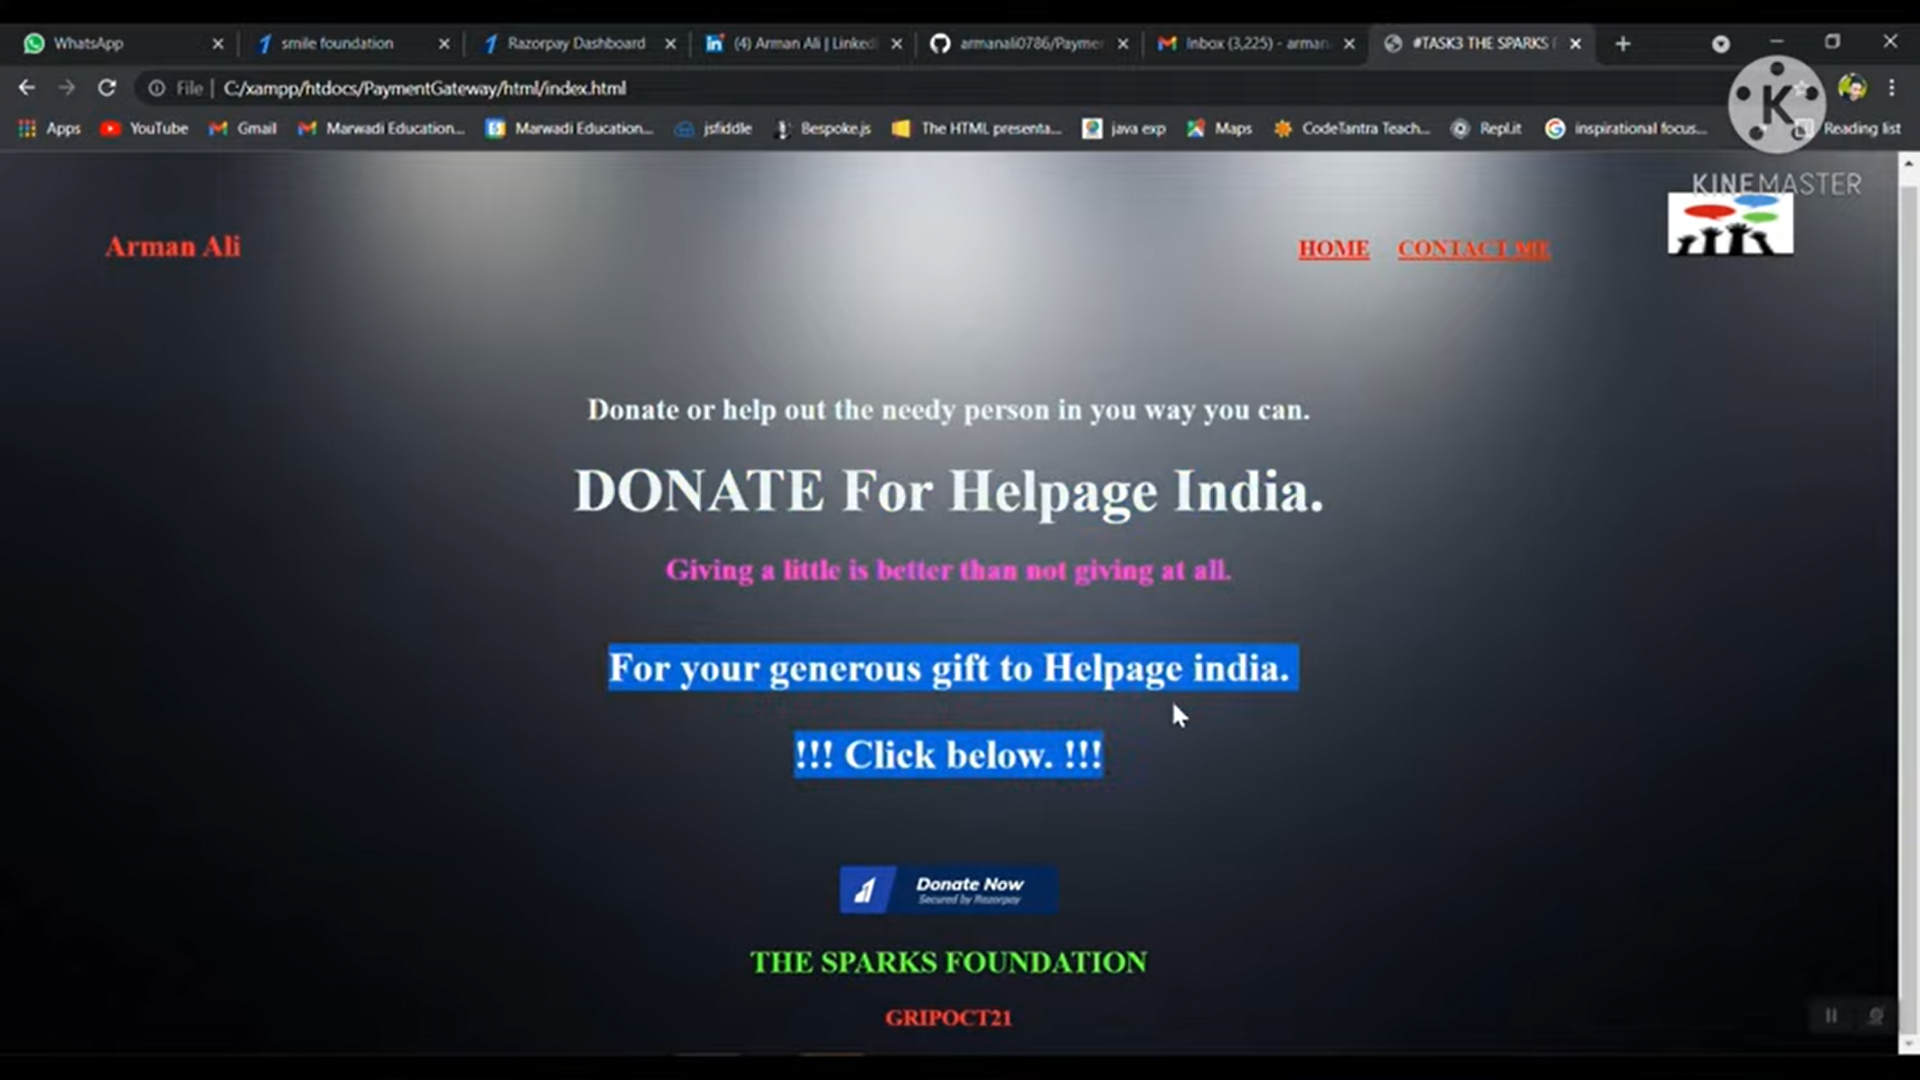 WhatsApp
smile foundation
Razorpay Dashboard
(4) Arman Ali | Linked
armanali0786/Payme
Inbox (3,225) - arman
#TASK3 THE SPARKS
File | C:/xampp/htdocs/PaymentGateway/html/index.html
Apps
YouTube
Gmail
Marwadi Education...
Marwadi Education...
jsfiddle
Bespoke.js
The HTML presenta...
java exp
Maps
CodeTantra Teach...
Repl.it
inspirational focus...
Reading list
K
KINEMASTER
Arman Ali
HOME
CONTACT ME
Donate or help out the needy person in you way you can.
DONATE For Helpage India.
Giving a little is better than not giving at all.
For your generous gift to Helpage india.
!!! Click below. !!!
Donate Now
Secured by Razorpay
THE SPARKS FOUNDATION
GRIPOCT21